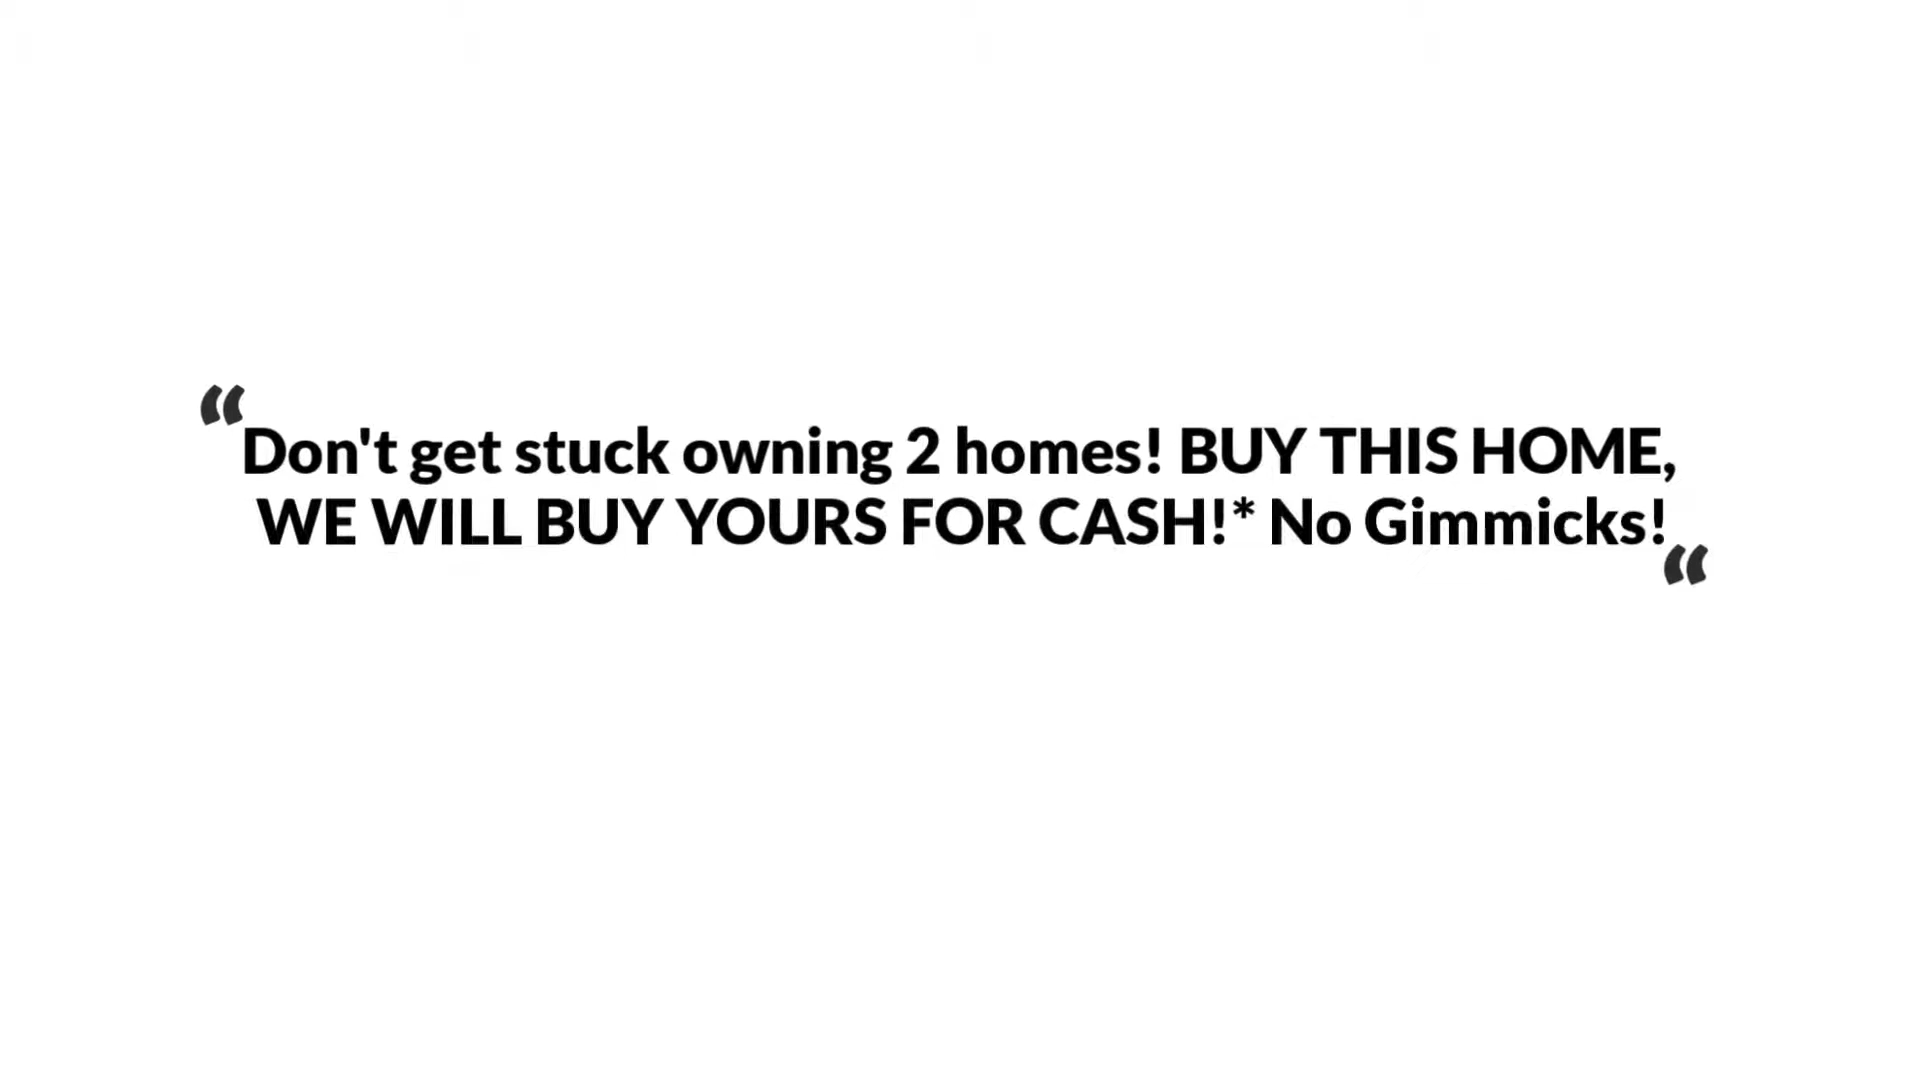 “Don't get stuck owning 2 homes! BUY THIS HOME,
WE WILL BUY YOURS FOR CASH!* No Gimmicks!“